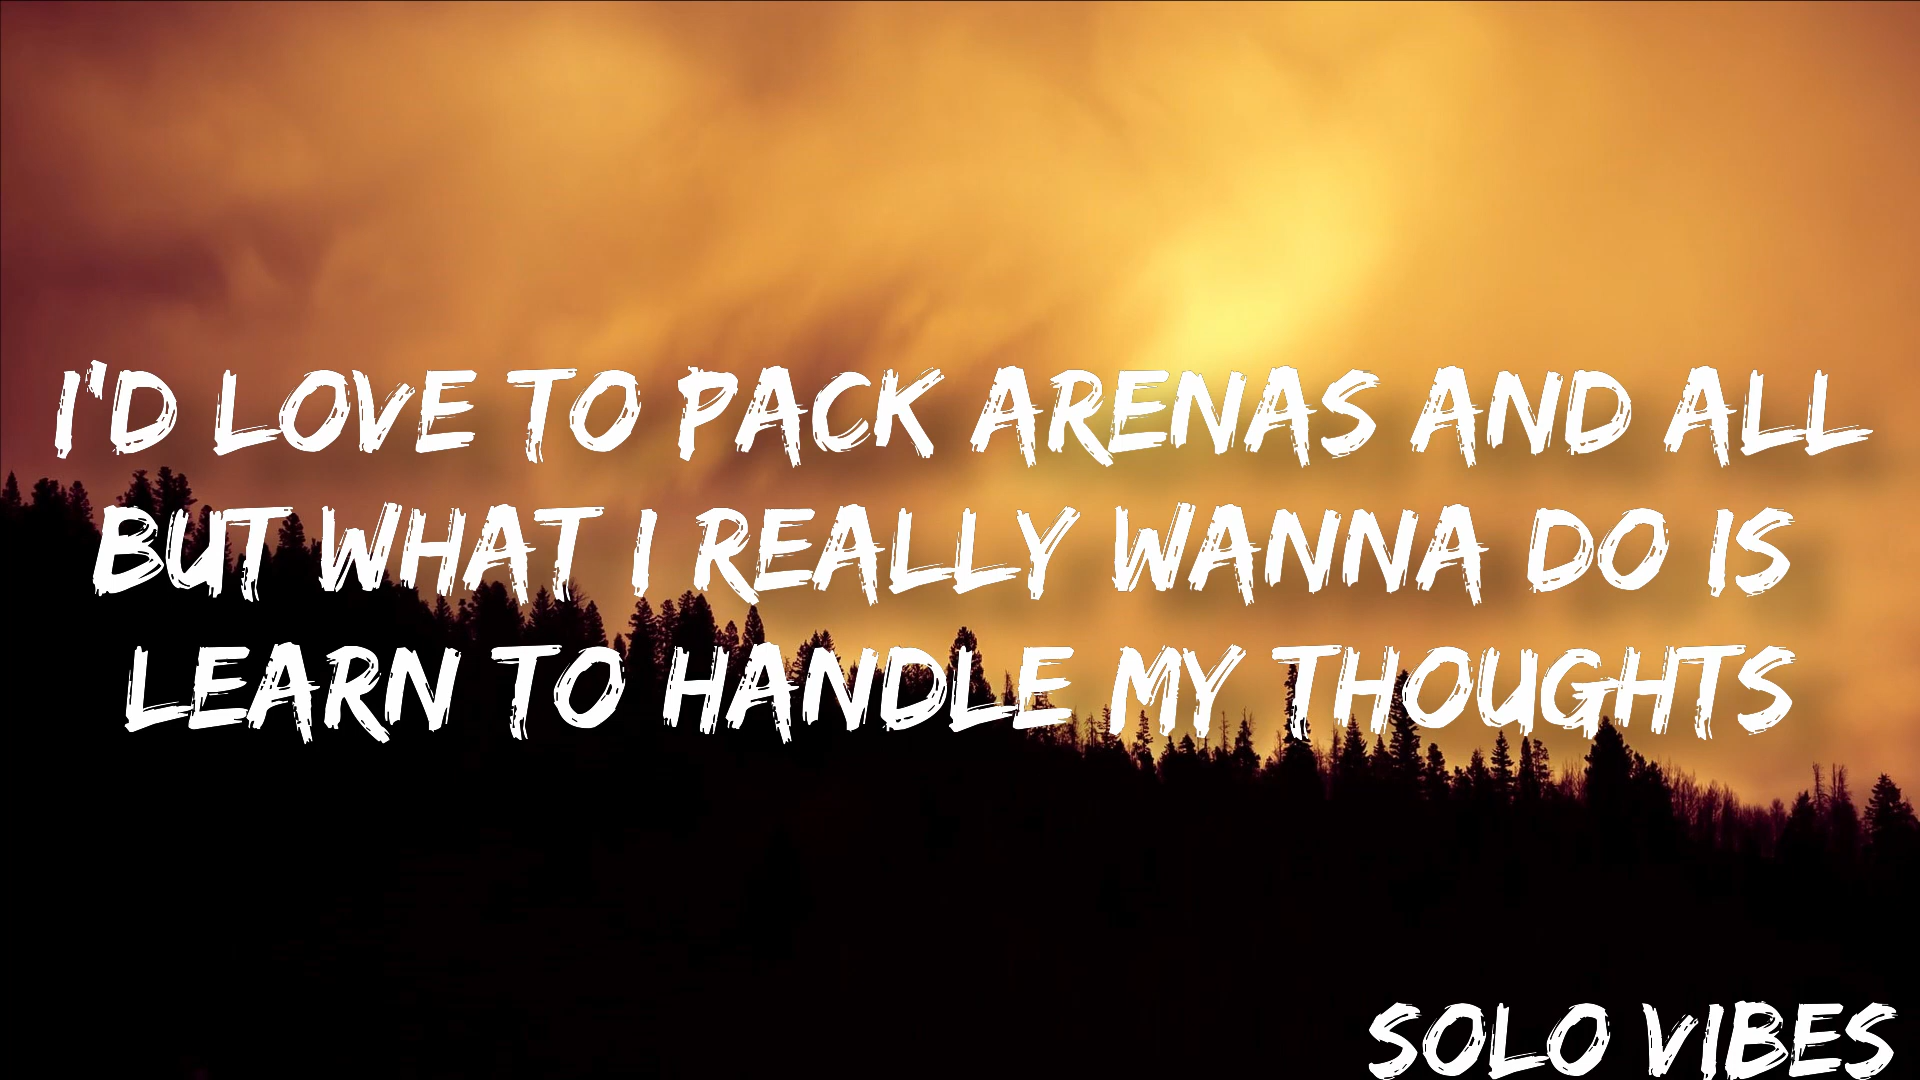 I'D LOVE TO PACK ARENAS AND ALL
BUT WHAT I REALLY WANNA DO IS
LEARN TO HANDLE MY THOUGHTS
SOLO VIBES